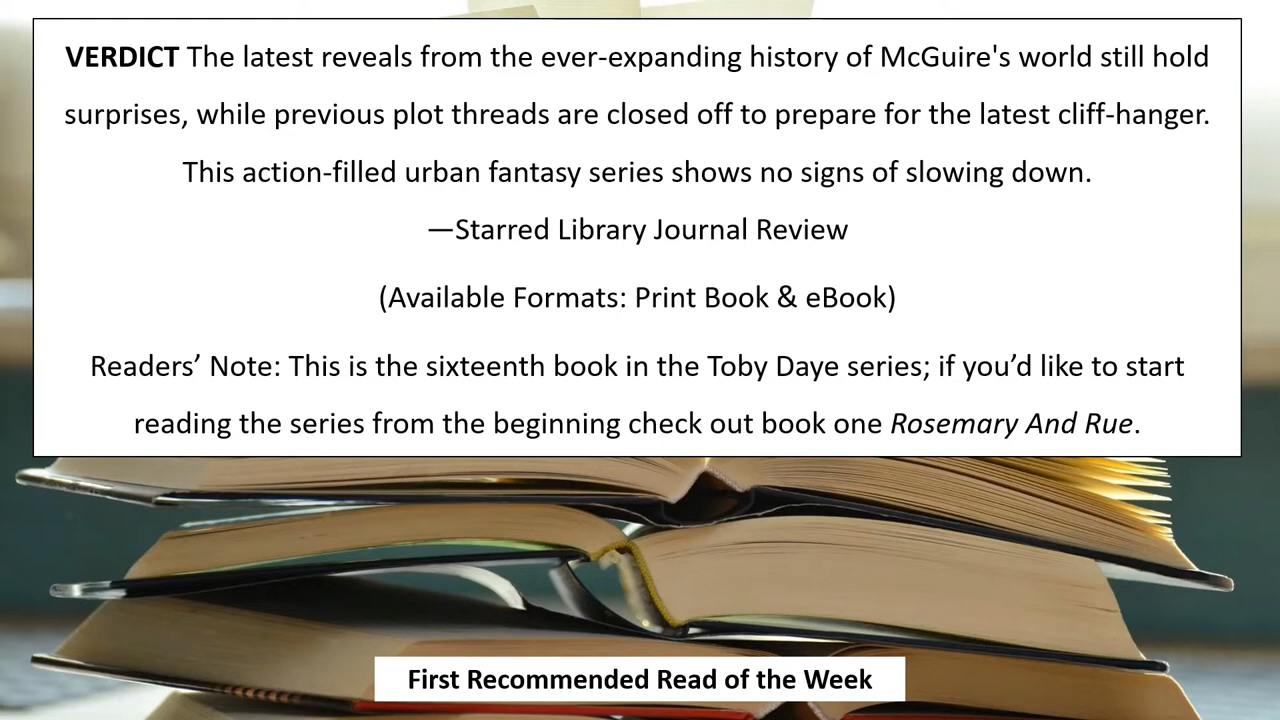 VERDICT The latest reveals from the ever-expanding history of McGuire's world still hold
surprises, while previous plot threads are closed off to prepare for the latest cliff-hanger.
This action-filled urban fantasy series shows no signs of slowing down.
—Starred Library Journal Review
(Available Formats: Print Book & eBook)
Readers’ Note: This is the sixteenth book in the Toby Daye series; if you’d like to start
reading the series from the beginning check out book one Rosemary And Rue.
First Recommended Read of the Week